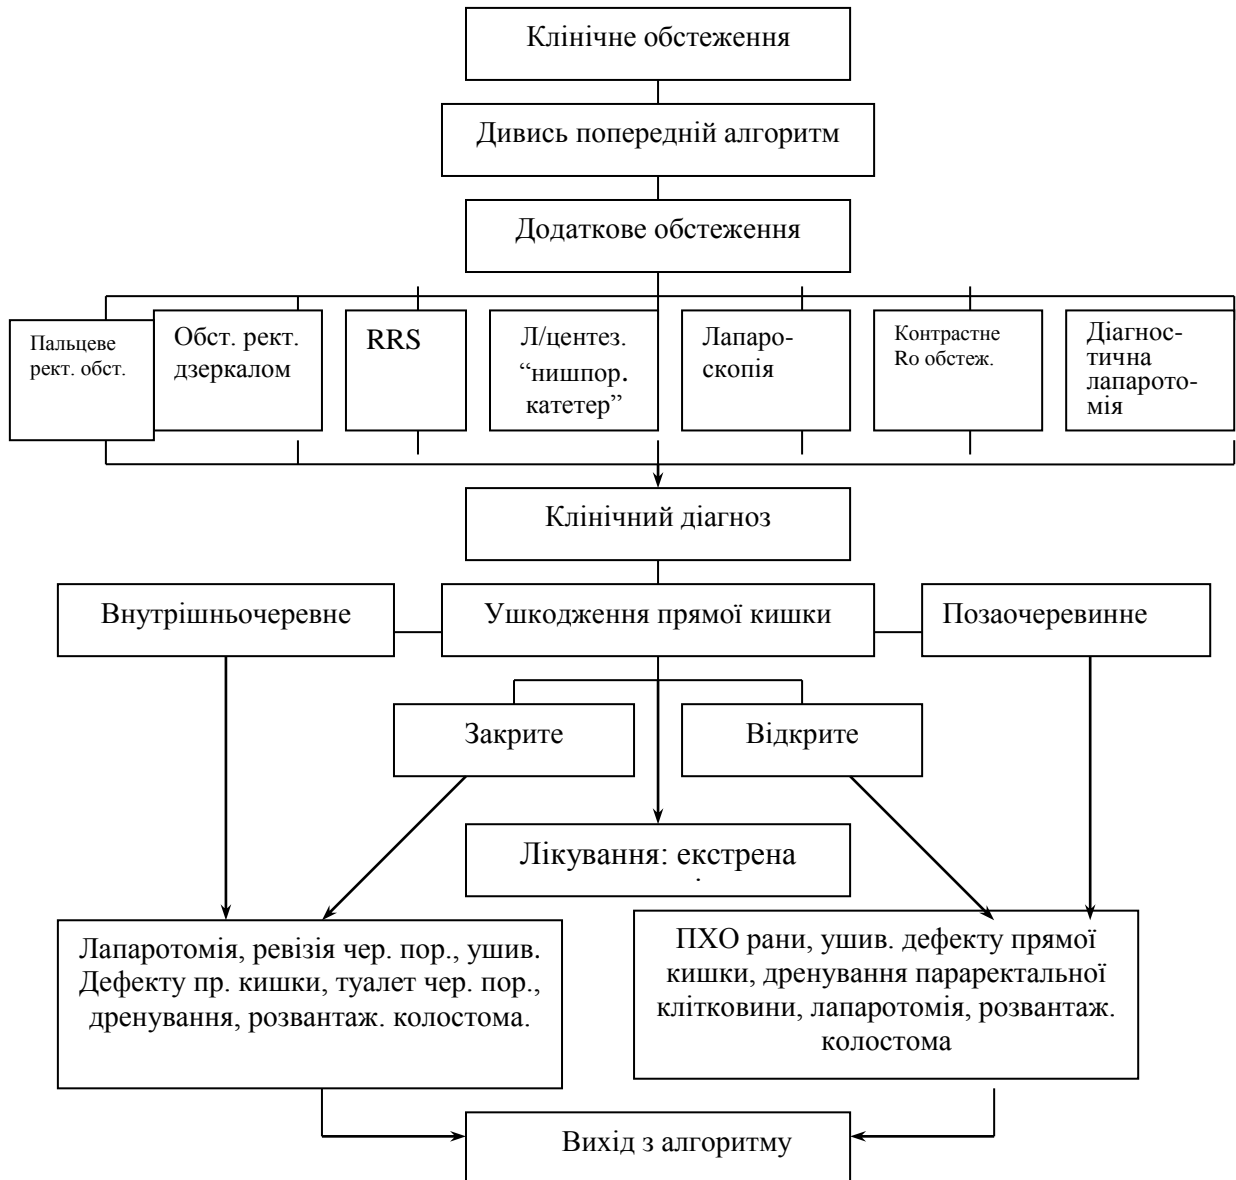 Клінічне обстеження
Дивись попередній алгоритм
Додаткове обстеження
Пальцеве
рект. обст.
Обст. рект.
дзеркалом
RRS
Л/центез.
“нишпор.
катетер”
Лапаро-
скопія
Контрастне
Ro обстеж.
Діагнос-
тична
лапарото-
мія
Клінічний діагноз
Внутрішньочеревне
Ушкодження прямої кишки
Позаочеревинне
Закрите
Відкрите
Лікування: екстрена
Лапаротомія, ревізія чер. пор., ушив.
Дефекту пр. кишки, туалет чер. пор.,
дренування, розвантаж. колостома.
ПХО рани, ушив. дефекту прямої
кишки, дренування параректальної
клітковини, лапаротомія, розвантаж.
колостома
Вихід з алгоритму